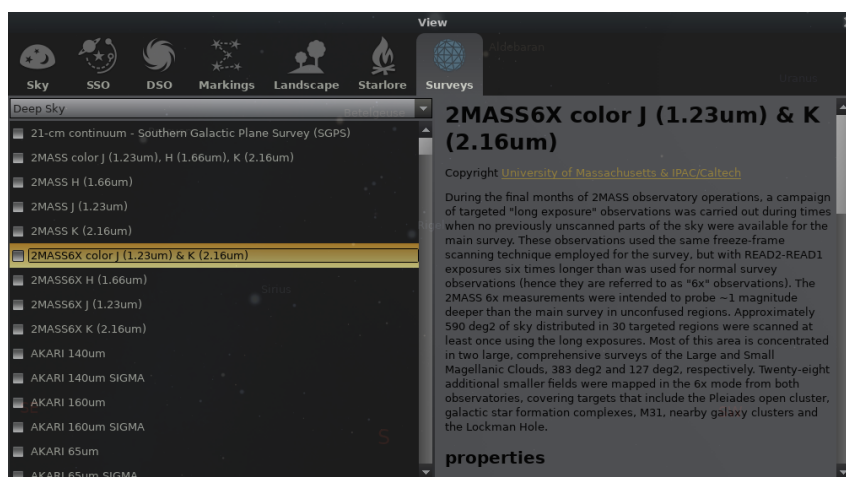 View
Aldebaran
Sky
SSO
DSO
Markings
Landscape
Starlore
Surveys
Deep Sky
21-cm continuum - Southern Galactic Plane Survey (SGPS)
2MASS color J (1.23um), H (1.66um), K (2.16um)
2MASS H (1.66um)
2MASS J (1.23um)
2MASS K (2.16um)
2MASS6X color J (1.23um) & K (2.16um)
2MASS6X H (1.66um)
2MASS6X J (1.23um)
Sirius
2MASS6X K (2.16um)
AKARI 140um
AKARI 140um SIGMA
AKARI 160um
AKARI 160um SIGMA
S
AKARI 65um
AKARI 65um SIGMA
2MASS6X color J (1.23um) & K
(2.16um)
Copyright University of Massachusetts & IPAC/Caltech
During the final months of 2MASS observatory operations, a campaign
of targeted "long exposure" observations was carried out during times
when no previously unscanned parts of the sky were available for the
main survey. These observations used the same freeze-frame
scanning technique employed for the survey, but with READ2-READ1
exposures six times longer than was used for normal survey
observations (hence they are referred to as "6x" observations). The
2MASS 6x measurements were intended to probe ~1 magnitude
deeper than the main survey in unconfused regions. Approximately
590 deg2 of sky distributed in 30 targeted regions were scanned at
least once using the long exposures. Most of this area is concentrated
in two large, comprehensive surveys of the Large and Small
Magellanic Clouds, 383 deg2 and 127 deg2, respectively. Twenty-eight
additional smaller fields were mapped in the 6x mode from both
observatories, covering targets that include the Pleiades open cluster,
galactic star formation complexes, M31, nearby galaxy clusters and
the Lockman Hole.
properties